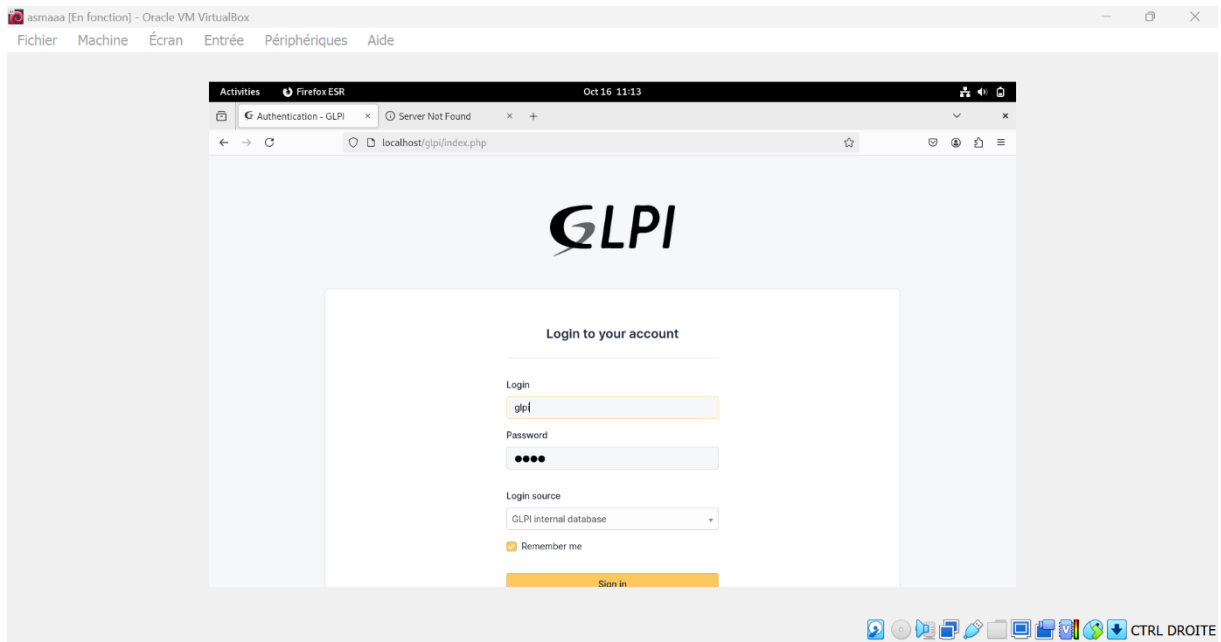 asmaaa [En fonction] - Oracle VM VirtualBox
Fichier Machine Écran Entrée Périphériques Aide
Activities Firefox ESR Oct 16 11:13
Authentication - GLPI Server Not Found
localhost/glpi/index.php
GLPI
Login to your account
Login
glpi
Password
Login source
GLPI internal database
Remember me
Sign in
CTRL DROITE